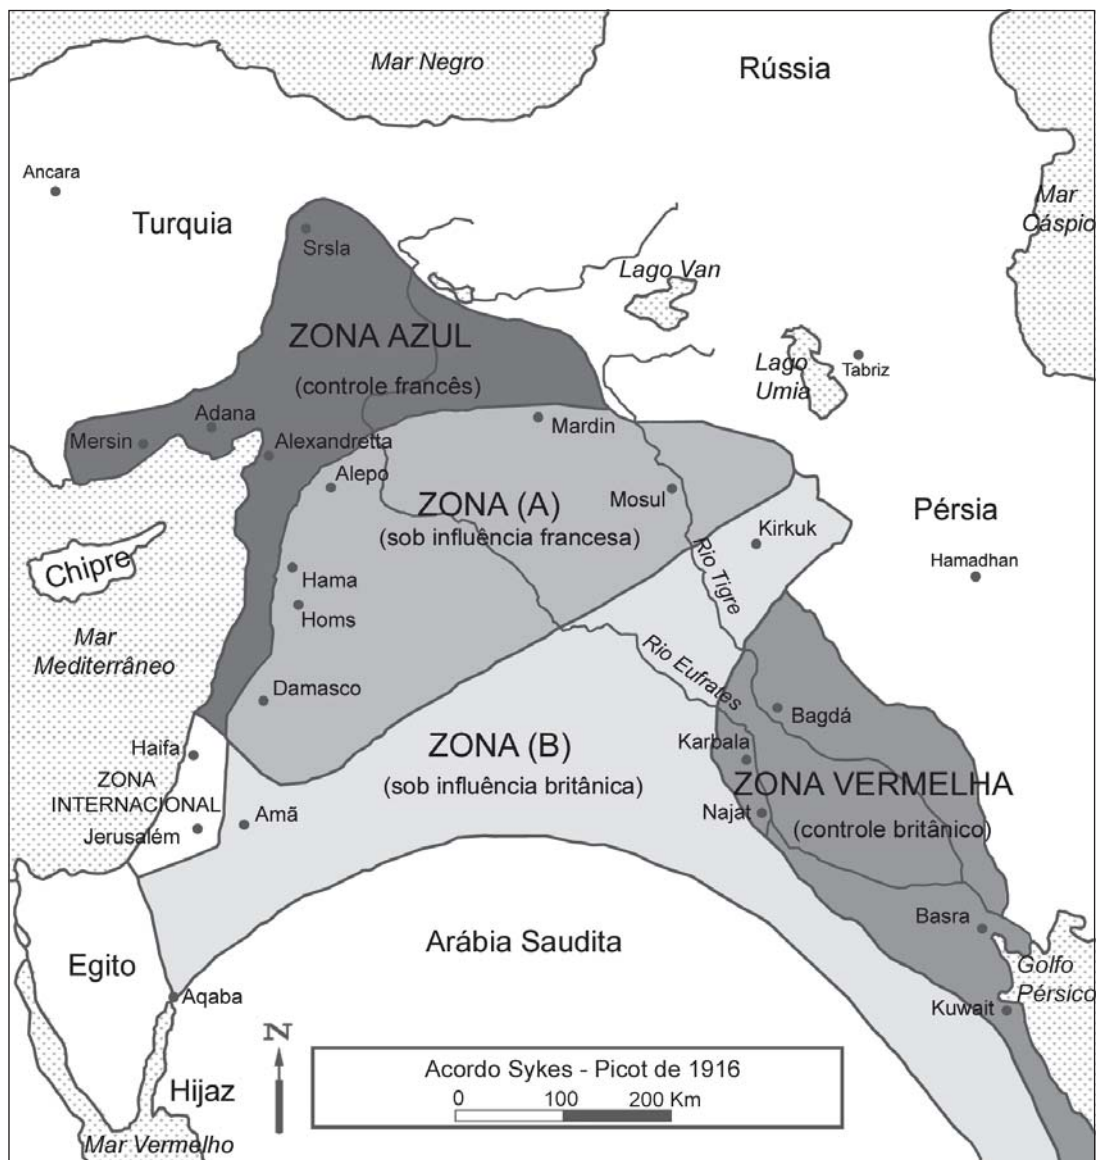 Mar Negro
Rússia
Ancara
Mar
Cáspio
Turquia
Srsla
Lago Van
ZONA AZUL
(controle francês)
Lago
Umia
Tabriz
Adana
Mersin
Mardin
Alexandretta
Alepo
ZONA (A)
(sob influência francesa)
Mosul
Pérsia
Kirkuk
Hamadhan
Chipre
Rio Tigre
Hama
Homs
Mar
Mediterrâneo
Rio Eufrates
Damasco
Bagdá
Haifa
ZONA (B)
(sob influência britânica)
Karbala
ZONA
INTERNACIONAL
ZONA VERMELHA
(controle britânico)
Jerusalém
Amã
Najat
Basra
Arábia Saudita
Egito
Golfo
Pérsico
Aqaba
Kuwait
N
Acordo Sykes - Picot de 1916
0 100 200 Km
Hijaz
Mar Vermelho